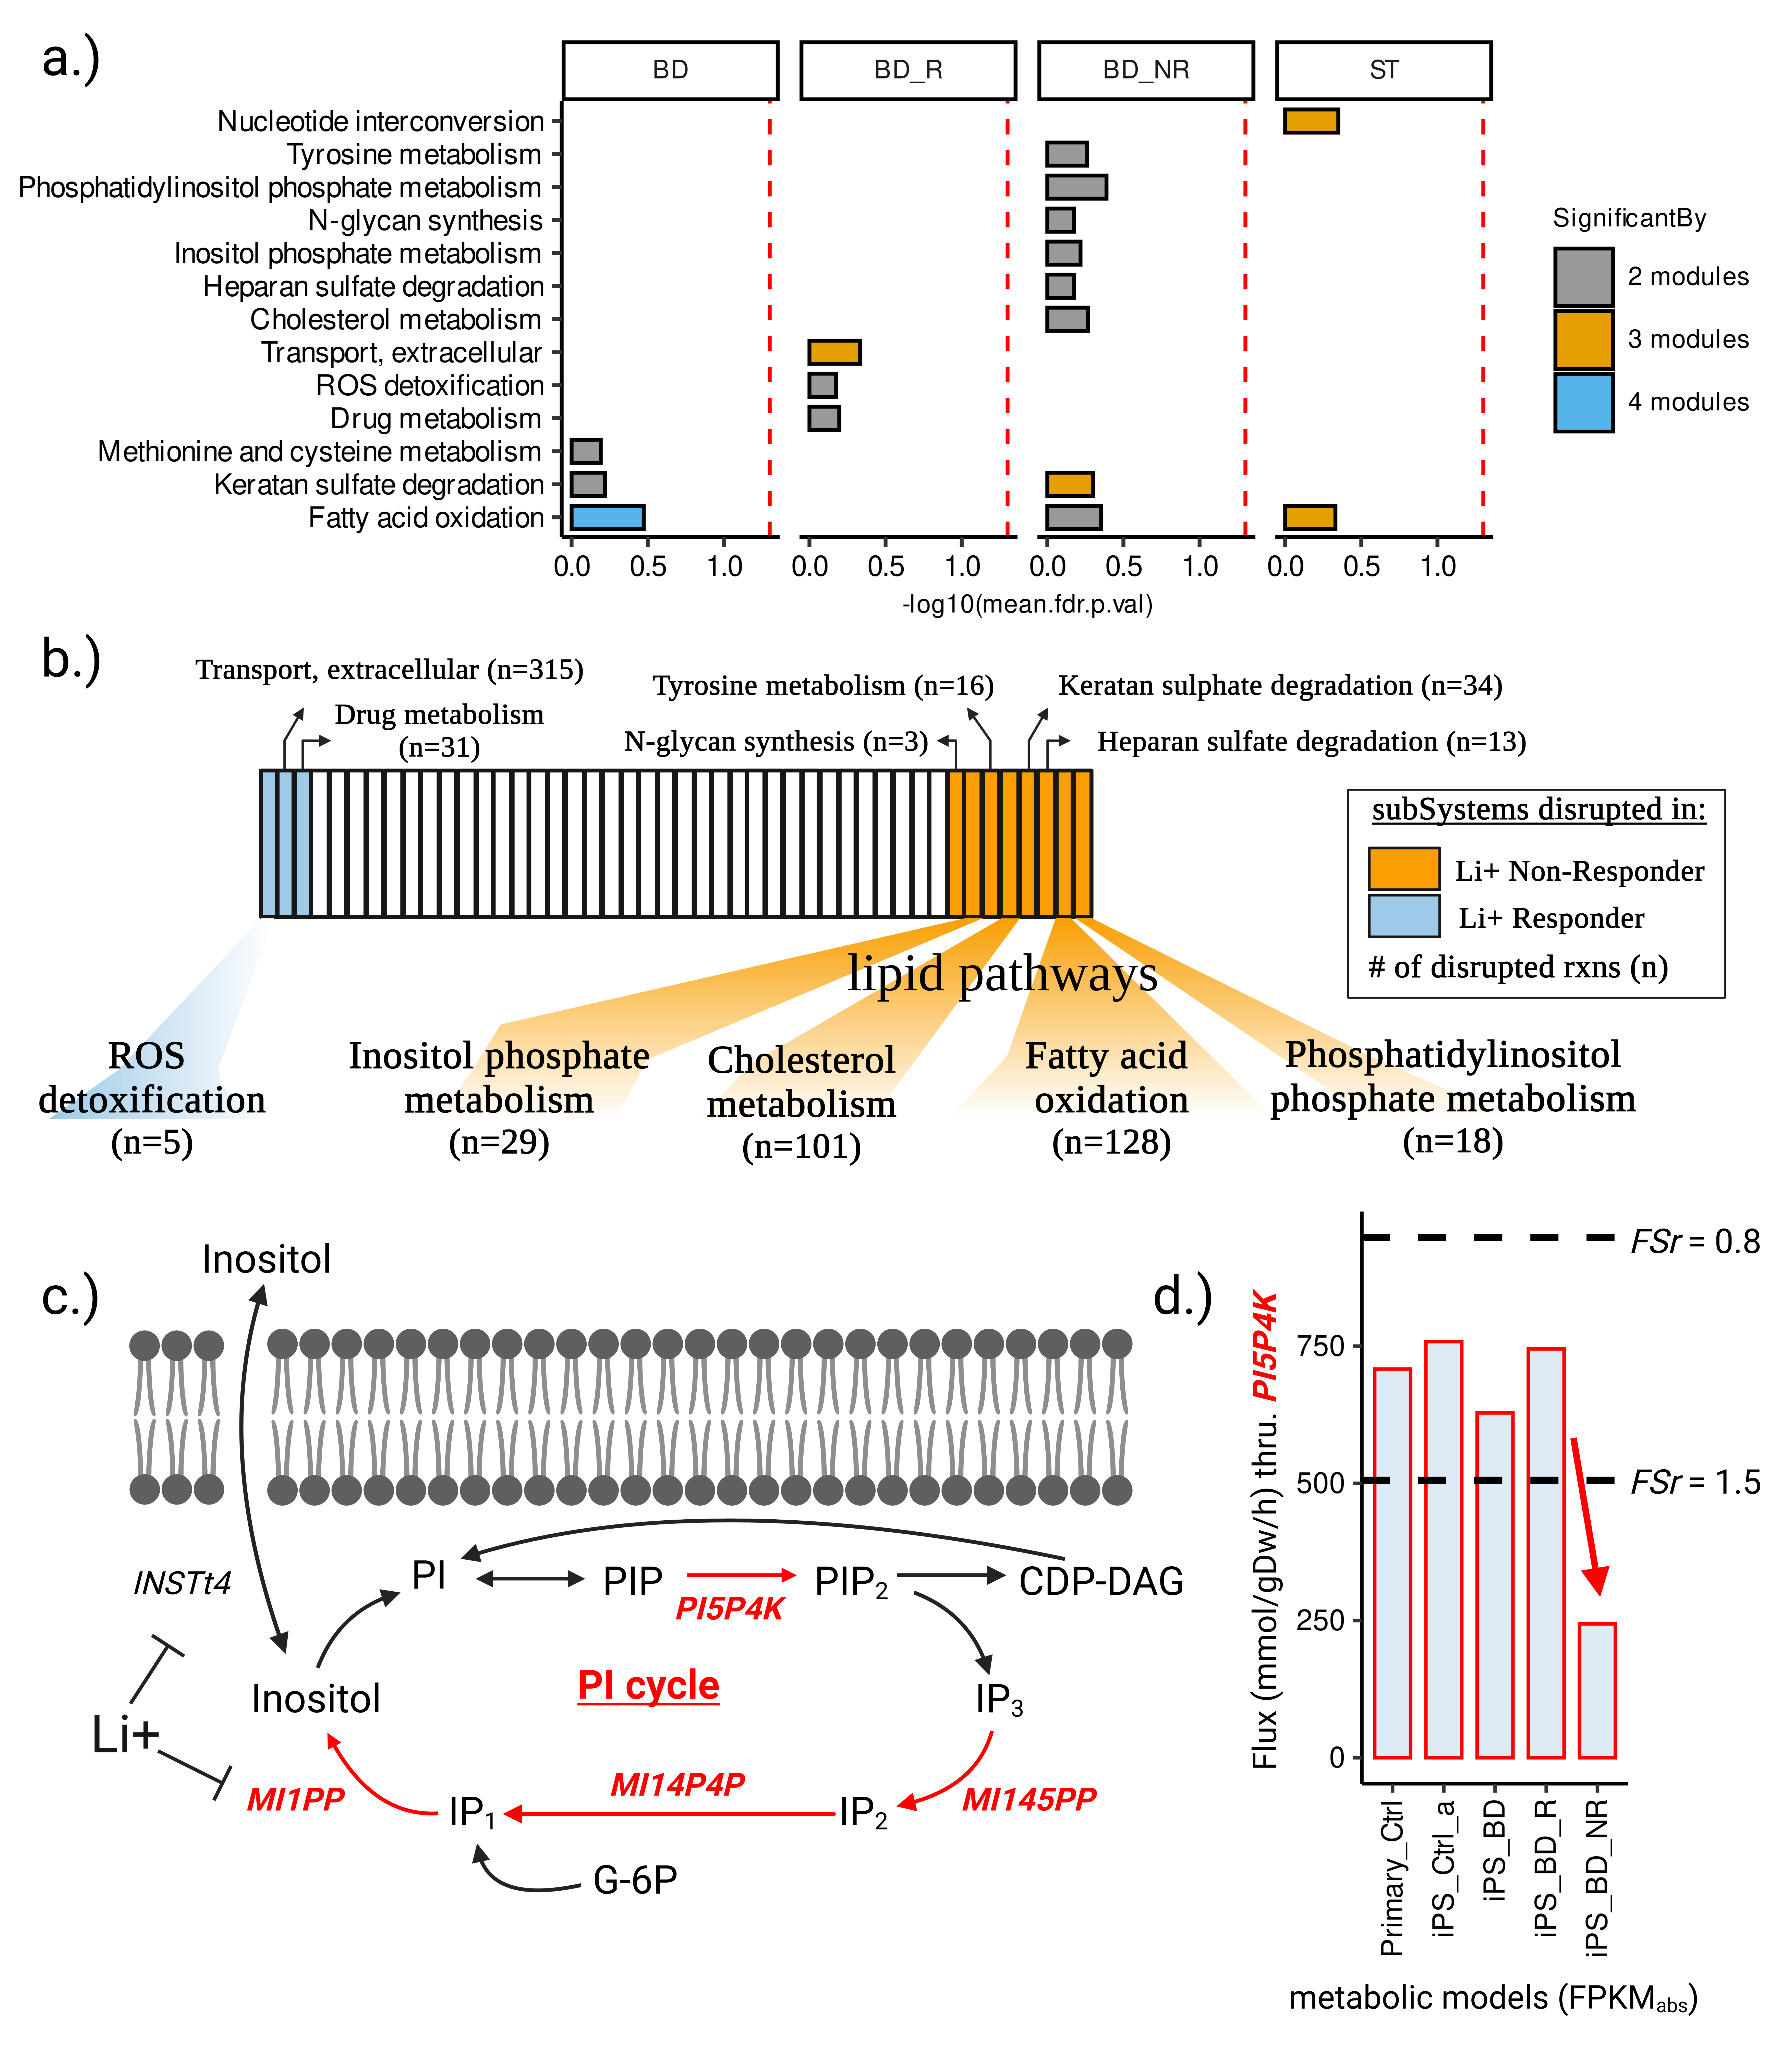 a.)
BD
BD_R
BD_NR
ST
Nucleotide interconversion
Tyrosine metabolism
Phosphatidylinositol phosphate metabolism
N-glycan synthesis
Inositol phosphate metabolism
Heparan sulfate degradation
Cholesterol metabolism
Transport, extracellular
ROS detoxification
Drug metabolism
Methionine and cysteine metabolism
Keratan sulfate degradation
Fatty acid oxidation
0.0 0.5 1.0 0.0 0.5 1.0 0.0 0.5 1.0 0.0 0.5 1.0
-log10(mean.fdr.p.val)
SignificantBy
2 modules
3 modules
4 modules
b.)
Transport, extracellular (n=315)
Drug metabolism
(n=31)
Tyrosine metabolism (n=16)
N-glycan synthesis (n=3)
Keratan sulphate degradation (n=34)
Heparan sulfate degradation (n=13)
subSystems disrupted in:
Li+ Non-Responder
Li+ Responder
# of disrupted rxns (n)
lipid pathways
ROS
detoxification
(n=5)
Inositol phosphate
metabolism
(n=29)
Cholesterol
metabolism
(n=101)
Fatty acid
oxidation
(n=128)
Phosphatidylinositol
phosphate metabolism
(n=18)
c.)
Inositol
INSTt4
PI
PIP
PI5P4K
PIP2
CDP-DAG
Inositol
PI cycle
IP3
Li+
MI1PP
IP1
MI14P4P
IP2
MI145PP
G-6P
d.)
Flux (mmol/gDw/h) thru. PI5P4K
FSr = 0.8
750
500
FSr = 1.5
250
0
Primary_Ctrl
iPS_Ctrl_a
iPS_BD
iPS_BD_R
iPS_BD_NR
metabolic models (FPKMabs)